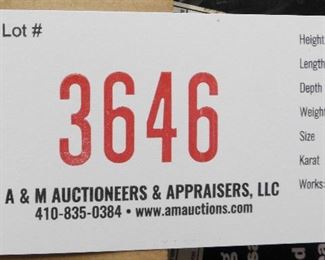 Lot #
3646
A & M AUCTIONEERS & APPRAISERS, LLC
410-835-0384 • www.amauctions.com
Height
Length
Depth
Weight
Size
Karat
Works: